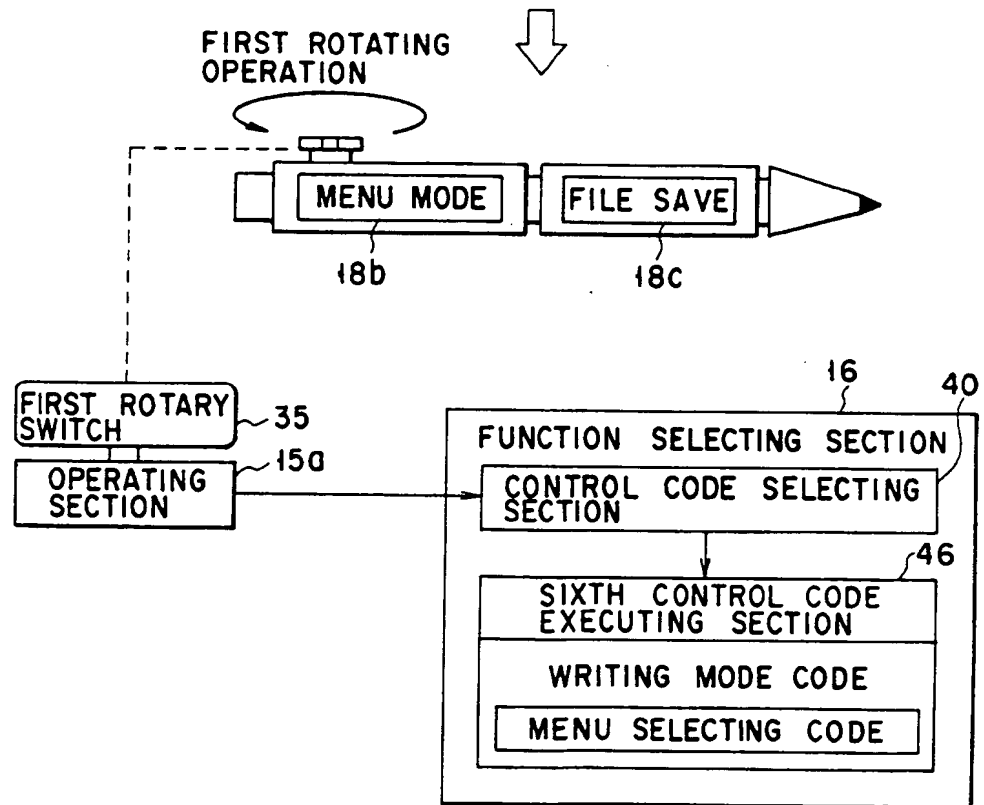 FIRST ROTATING
OPERATION
MENU MODE
FILE SAVE
18b
18c
FIRST ROTARY
SWITCH
35
OPERATING
SECTION
15a
16
40
FUNCTION SELECTING SECTION
CONTROL CODE SELECTING
SECTION
46
SIXTH CONTROL CODE
EXECUTING SECTION
WRITING MODE CODE
MENU SELECTING CODE